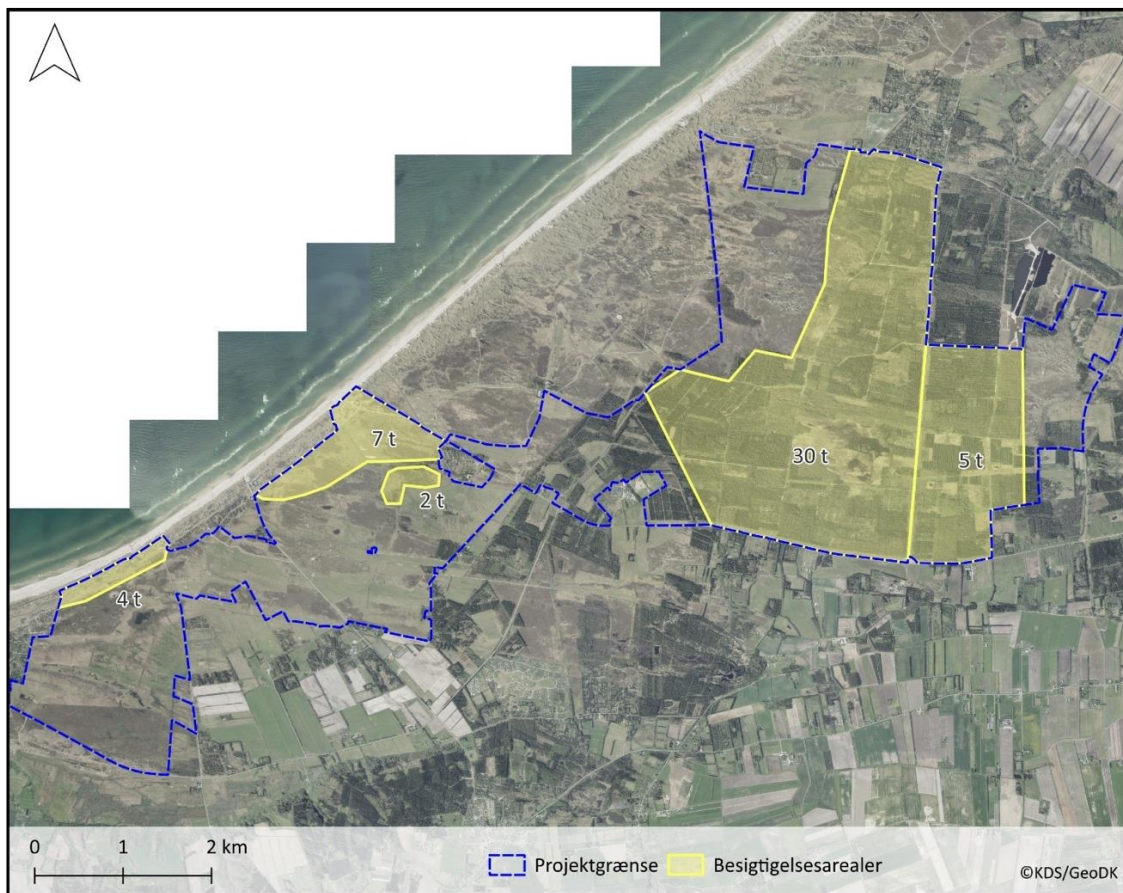 7 t
2 t
30 t
5 t
4 t
0 1 2 km
Projektgrænse
Besigtigelsesarealer
©KDS/GeoDK